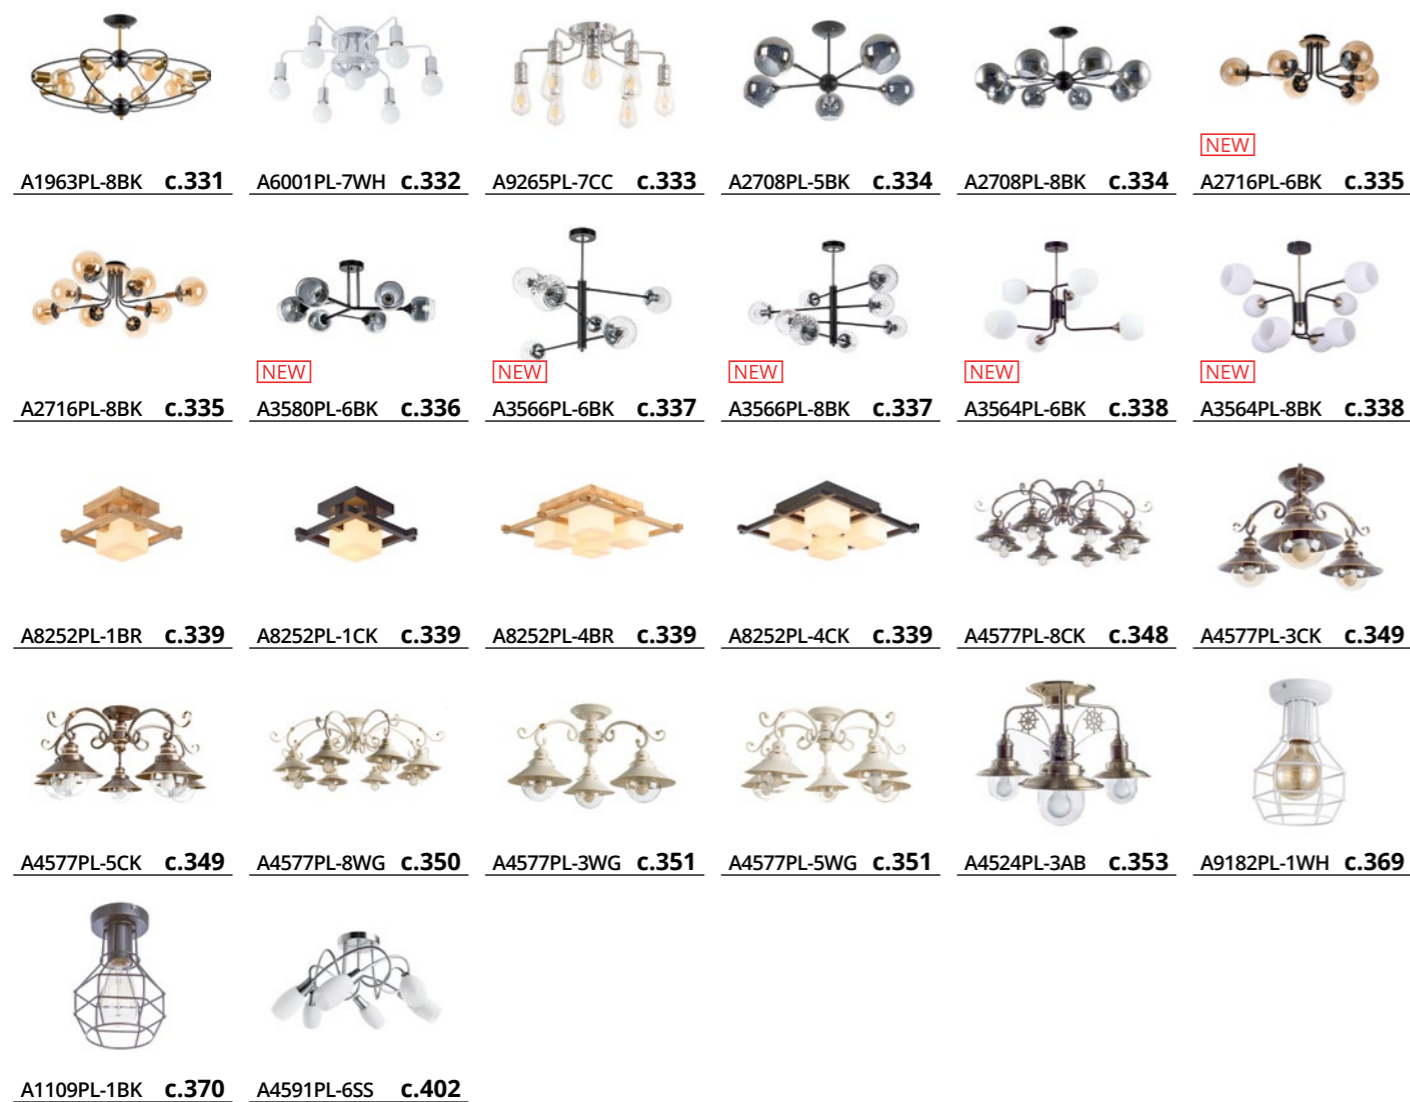 NEW
A1963PL-8BK c.331 A6001PL-7WH c.332 A9265PL-7CC c.333 A2708PL-5BK c.334 A2708PL-8BK c.334 A2716PL-6BK c.335
NEW NEW NEW NEW NEW
A2716PL-8BK c.335 A3580PL-6BK c.336 A3566PL-6BK c.337 A3566PL-8BK c.337 A3564PL-6BK c.338 A3564PL-8BK c.338
A8252PL-1BR c.339 A8252PL-1CK c.339 A8252PL-4BR c.339 A8252PL-4CK c.339 A4577PL-8CK c.348 A4577PL-3CK c.349
A4577PL-5CK c.349 A4577PL-8WG c.350 A4577PL-3WG c.351 A4577PL-5WG c.351 A4524PL-3AB c.353 A9182PL-1WH c.369
A1109PL-1BK c.370 A4591PL-6SS c.402